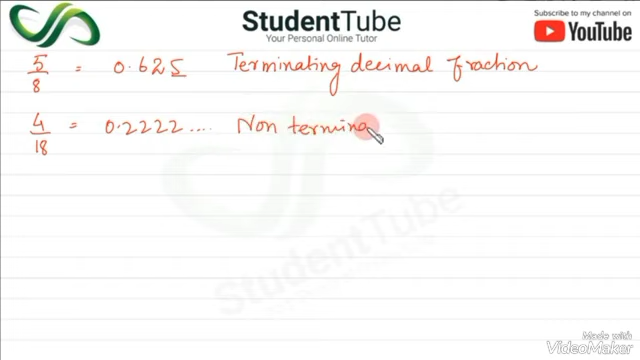 StudentTube
Your Personal Online Tutor
Subscribe to my channel on
YouTube
5/8 = 0.625 Terminating decimal fraction
4/18 = 0.2222.... Non termina
StudentTube
Made with
VideoMaker